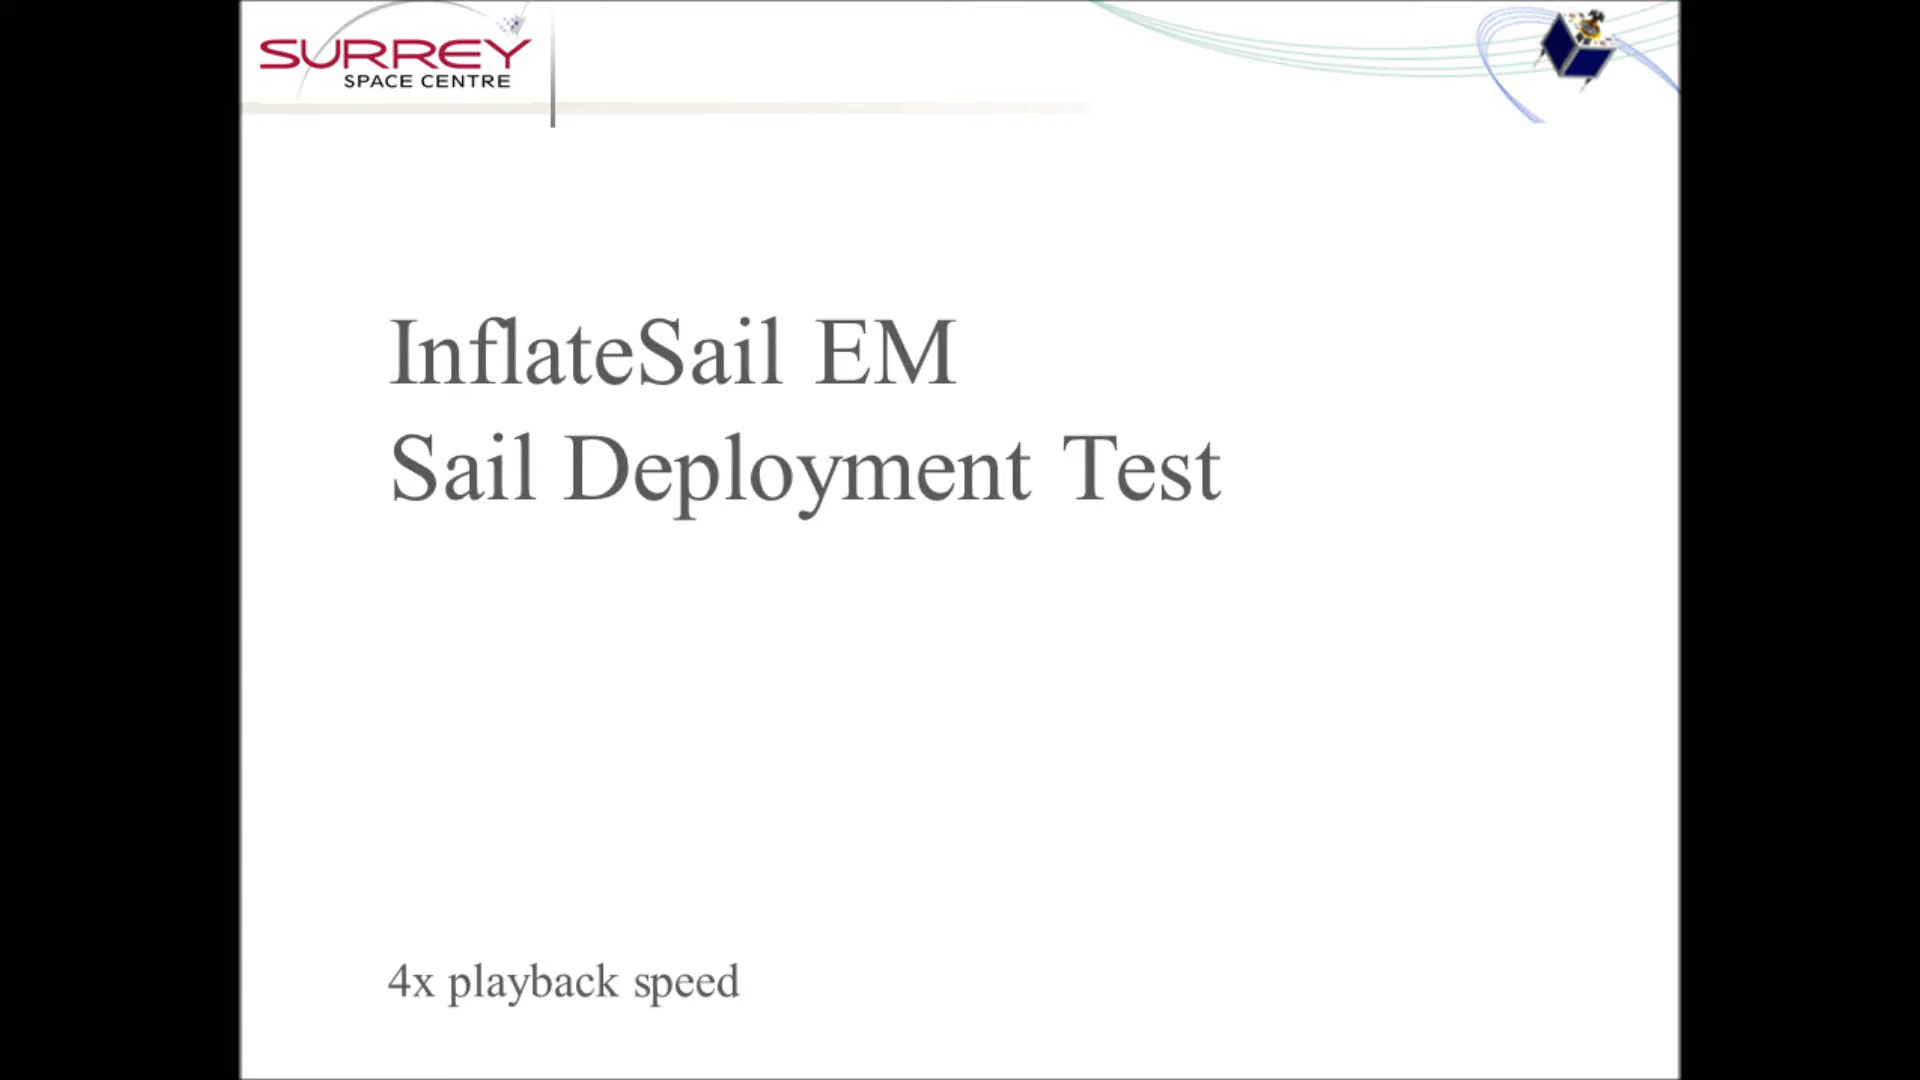 SURREY
SPACE CENTRE
InflateSail EM
Sail Deployment Test
4x playback speed